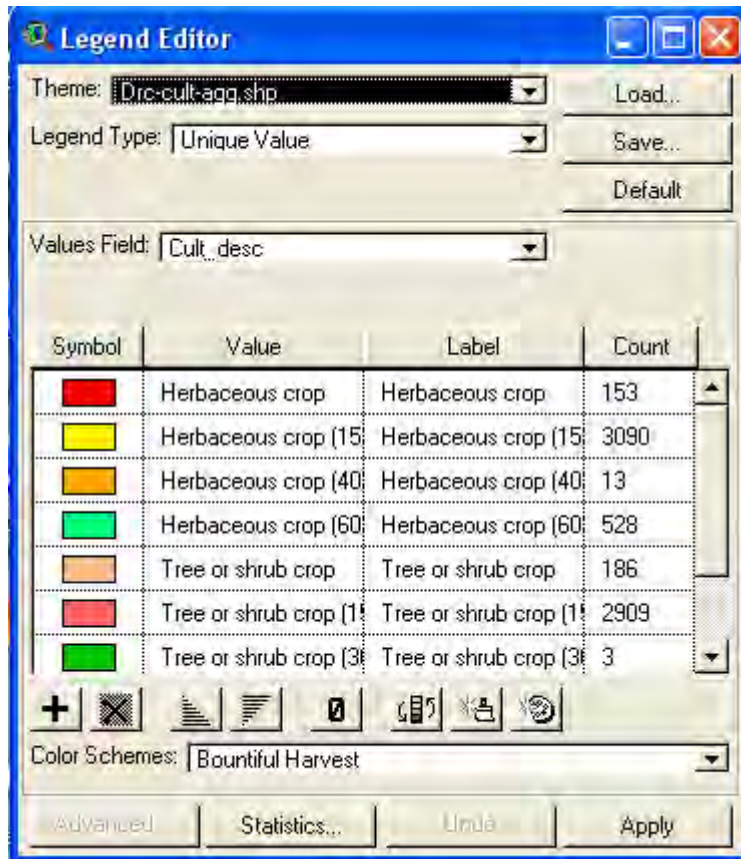 Legend Editor
Theme: Drc-cult-agg.shp Load...
Legend Type: Unique Value Save...
Default
Values Field: Cult_desc
Symbol Value Label Count
Herbaceous crop Herbaceous crop 153
Herbaceous crop (15 Herbaceous crop (15 3090
Herbaceous crop (40 Herbaceous crop (40 13
Herbaceous crop (60 Herbaceous crop (60 528
Tree or shrub crop Tree or shrub crop 186
Tree or shrub crop (1 Tree or shrub crop (1 2909
Tree or shrub crop (3 Tree or shrub crop (3 3
0
Color Schemes: Bountiful Harvest
Advanced... Statistics... Undo Apply